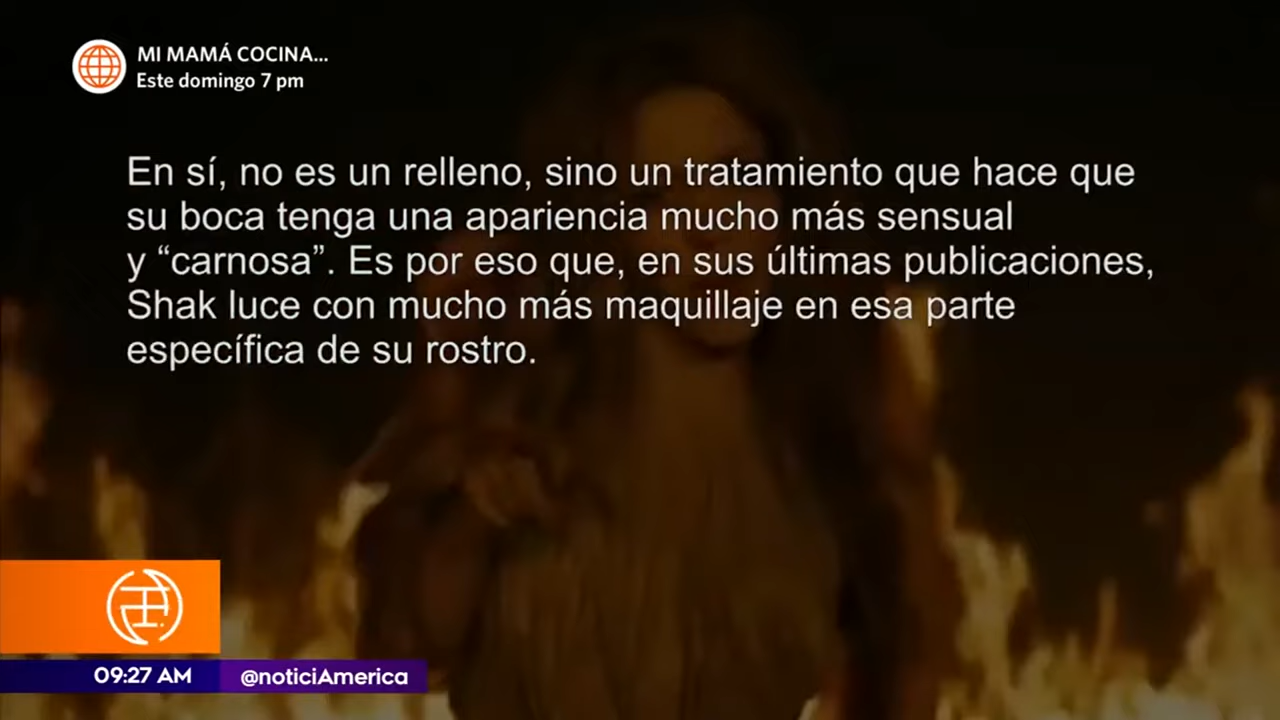 MI MAMÁ COCINA...
Este domingo 7 pm
En sí, no es un relleno, sino un tratamiento que hace que
su boca tenga una apariencia mucho más sensual
y “carnosa”. Es por eso que, en sus últimas publicaciones,
Shak luce con mucho más maquillaje en esa parte
específica de su rostro.
09:27 AM
@noticiAmerica